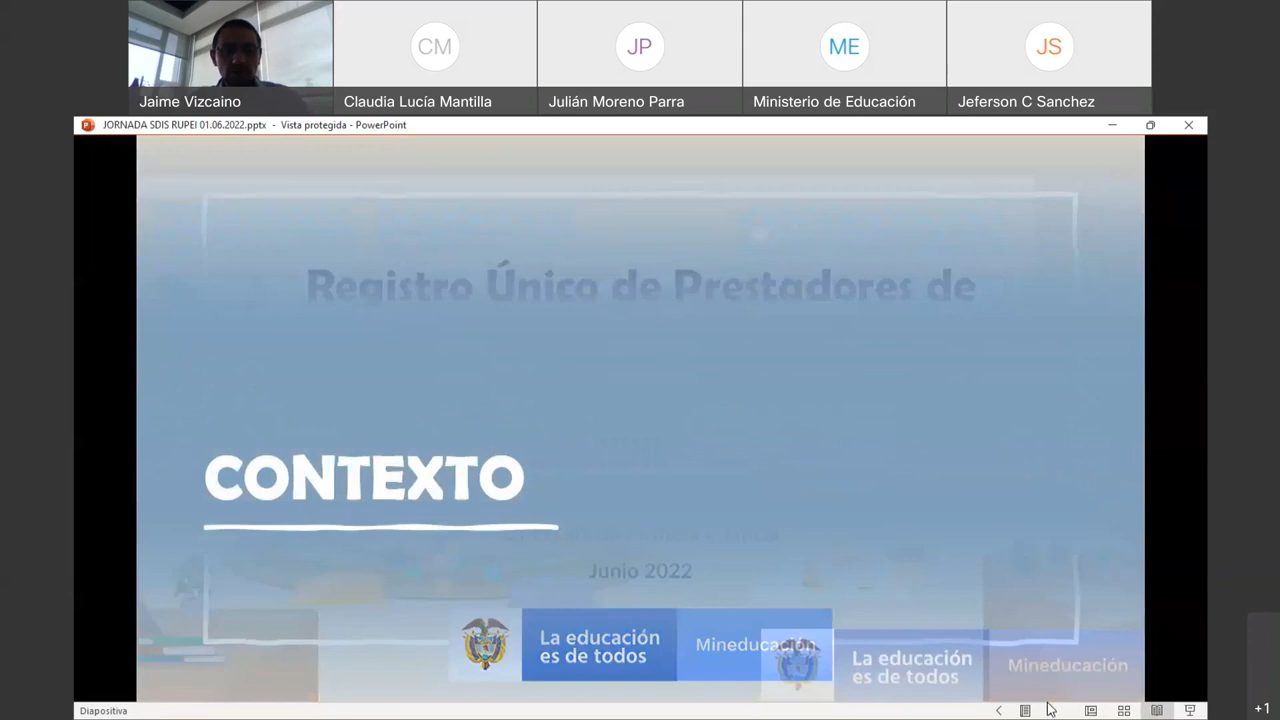 CM
JP
ME
JS
Jaime Vizcaino
Claudia Lucía Mantilla
Julián Moreno Parra
Ministerio de Educación
Jeferson C Sanchez
JORNADA SDIS RUPEI 01.06.2022.pptx - Vista protegida - PowerPoint
Registro Único de Prestadores de
CONTEXTO
Junio 2022
La educación
es de todos
Mineducación
La educación
es de todos
Mineducación
Diapositiva
+1